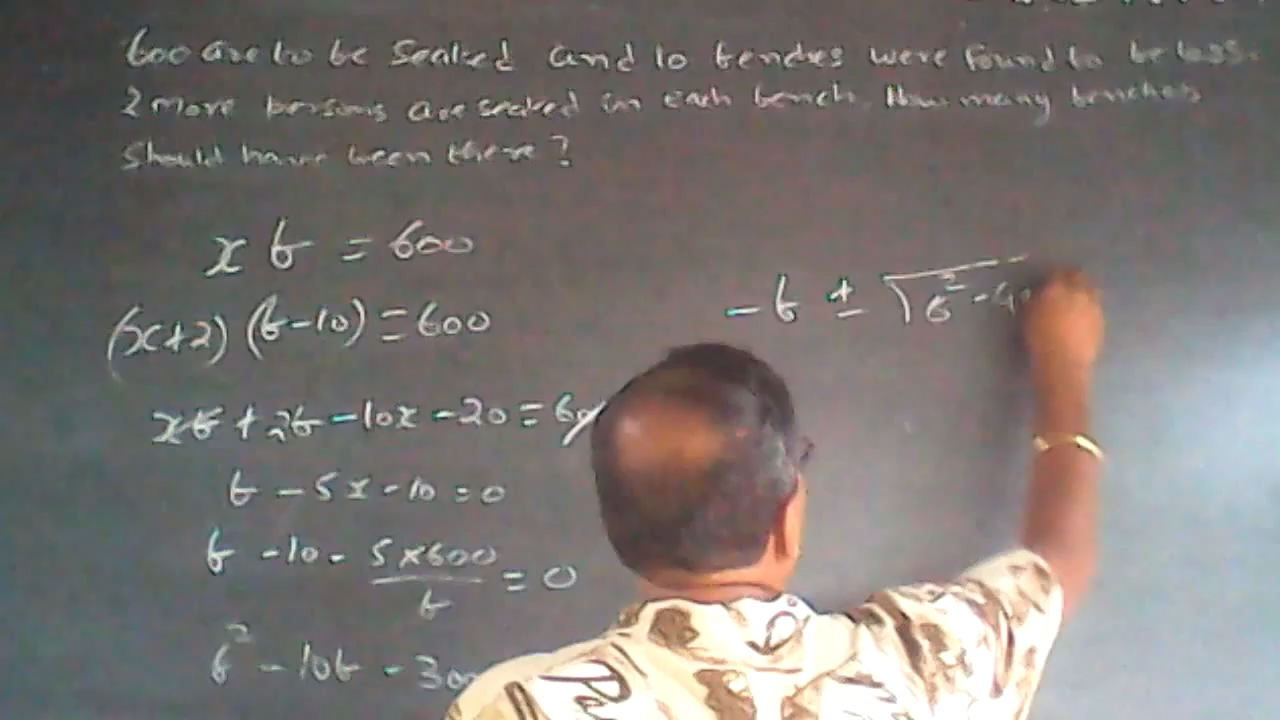 600 are to be Seated and 10 benches were found to be less.
2 more persons are seated in each bench. How many benches
should have been there?
x b = 600
(x+2) (b-10) = 600
xb + 2b - 10x - 20 = 60
b - 5x - 10 = 0
b - 10 - 5×600/b = 0
b² - 10b - 300
-b ± √b² - 4